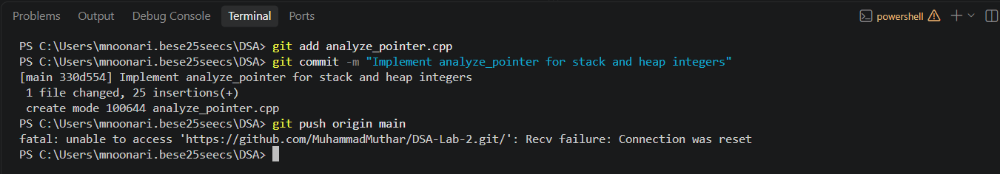 Problems Output Debug Console Terminal Ports powershell
PS C:\Users\mnoonari.bese25seecs\DSA> git add analyze_pointer.cpp
PS C:\Users\mnoonari.bese25seecs\DSA> git commit -m "Implement analyze_pointer for stack and heap integers"
[main 330d554] Implement analyze_pointer for stack and heap integers
 1 file changed, 25 insertions(+)
 create mode 100644 analyze_pointer.cpp
PS C:\Users\mnoonari.bese25seecs\DSA> git push origin main
fatal: unable to access 'https://github.com/MuhammadMuthar/DSA-Lab-2.git/': Recv failure: Connection was reset
PS C:\Users\mnoonari.bese25seecs\DSA>